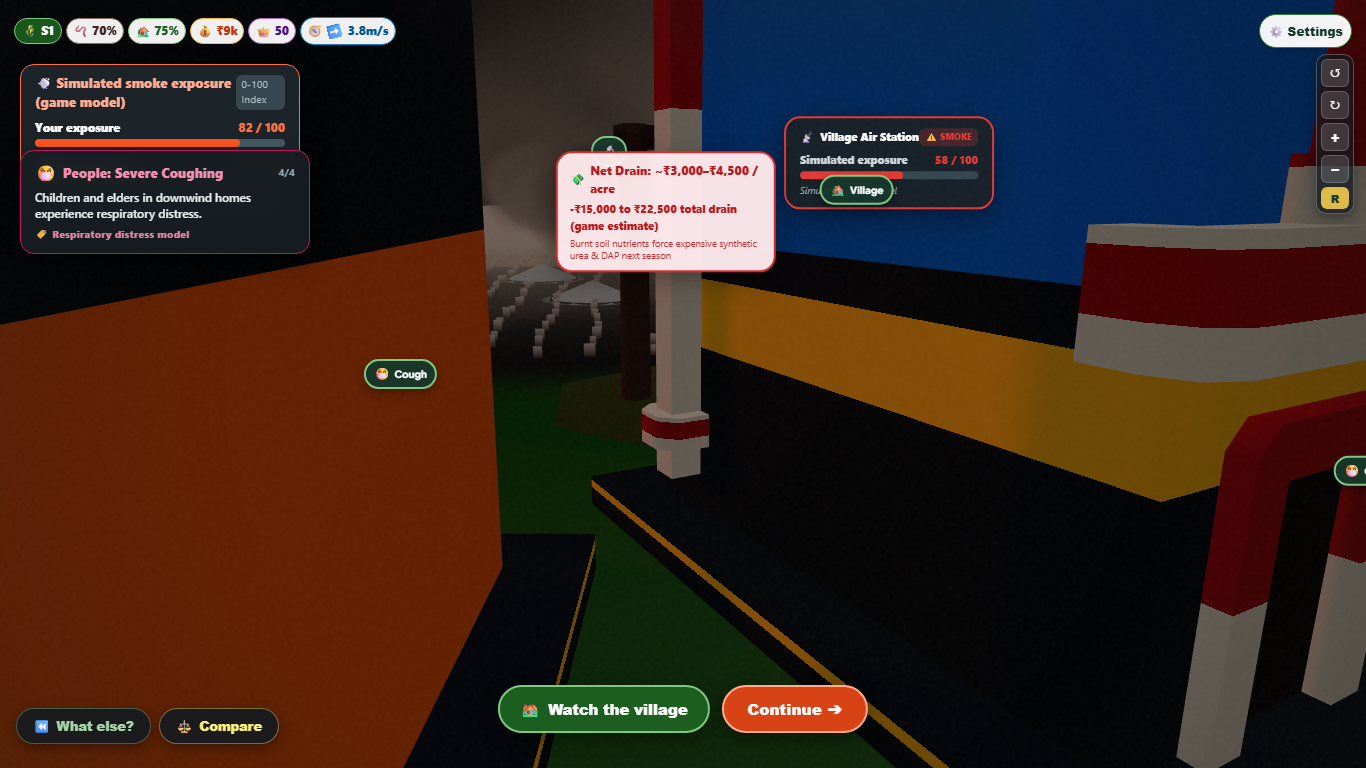 S1
70%
75%
₹9k
50
3.8m/s
Settings
Simulated smoke exposure (game model)
0-100 Index
Your exposure
82 / 100
People: Severe Coughing
4/4
Children and elders in downwind homes
experience respiratory distress.
Respiratory distress model
Net Drain: ~₹3,000–₹4,500 /
acre
-₹15,000 to ₹22,500 total drain
(game estimate)
Burnt soil nutrients force expensive synthetic
urea & DAP next season
Village Air Station
SMOKE
Simulated exposure
58 / 100
Village
↺
↻
+
−
R
Cough
What else?
Compare
Watch the village
Continue ➔